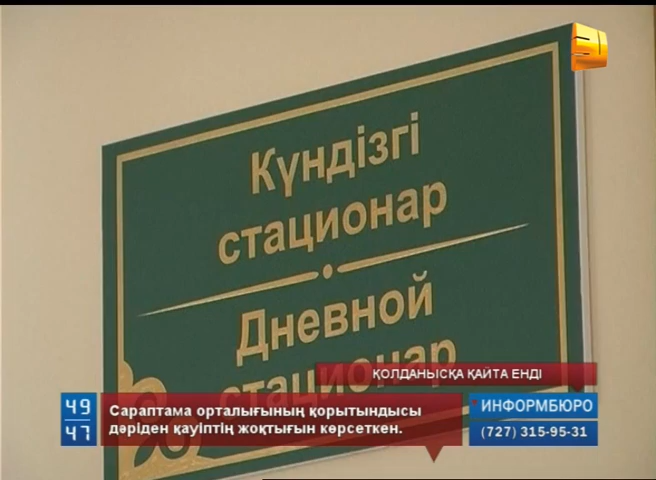 31
Күндізгі
стационар
Дневной
стационар
ҚОЛДАНЫСҚА ҚАЙТА ЕНДІ
49
47
Сараптама орталығының қорытындысы
дәріден қауіптің жоқтығын көрсеткен.
ИНФОРМБЮРО
(727) 315-95-31